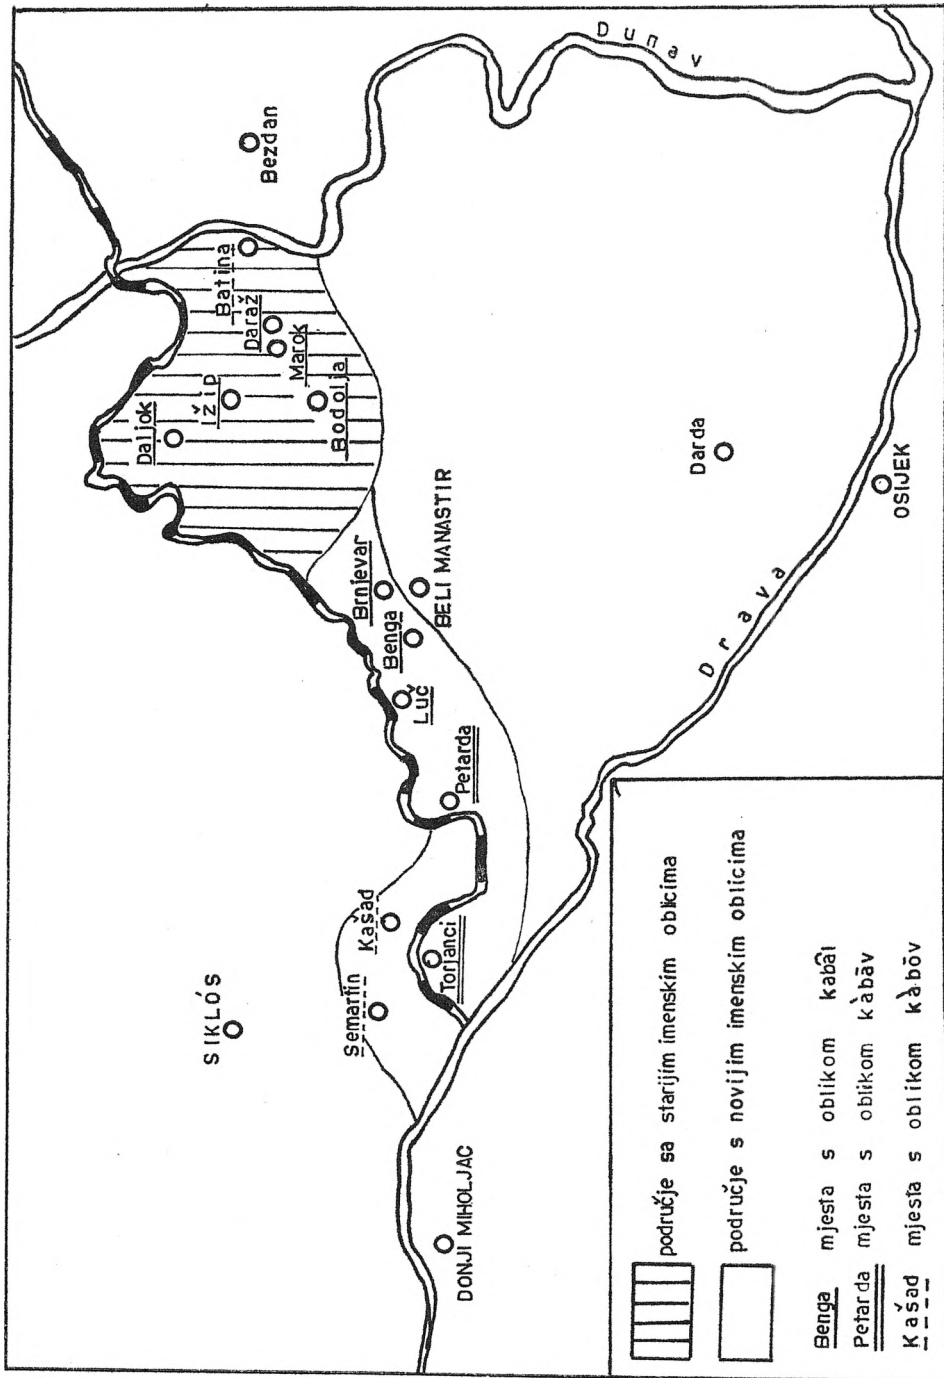 Dunav
Bezdan
Batina
Daraž
Marok
Ižip
Bodolja
Daljok
BELI MANASTIR
Brnjevar
Benga
Luč
Petarda
Kašad
Torjanci
Semartin
SIKLÓS
DONJI MIHOLJAC
Darda
OSIJEK
Drava
područje sa starijim imenskim oblicima
područje s novijim imenskim oblicima
Benga mjesta s oblikom kabȃl
Petarda mjesta s oblikom kàbāv
Kašad mjesta s oblikom kàbōv